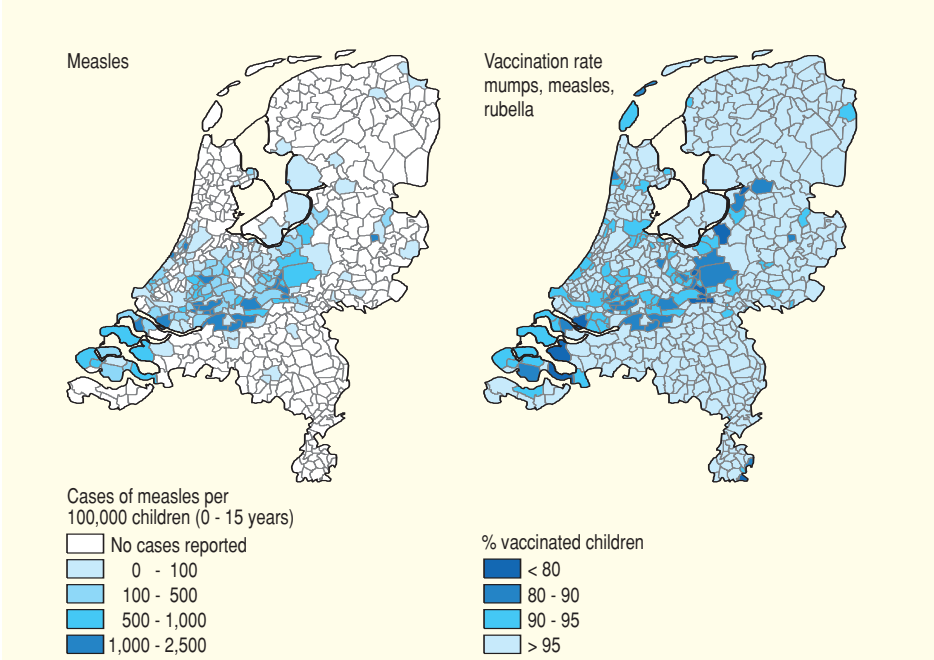 Measles
Vaccination rate
mumps, measles,
rubella
Cases of measles per
100,000 children (0 - 15 years)
No cases reported
0 - 100
100 - 500
500 - 1,000
1,000 - 2,500
% vaccinated children
< 80
80 - 90
90 - 95
> 95